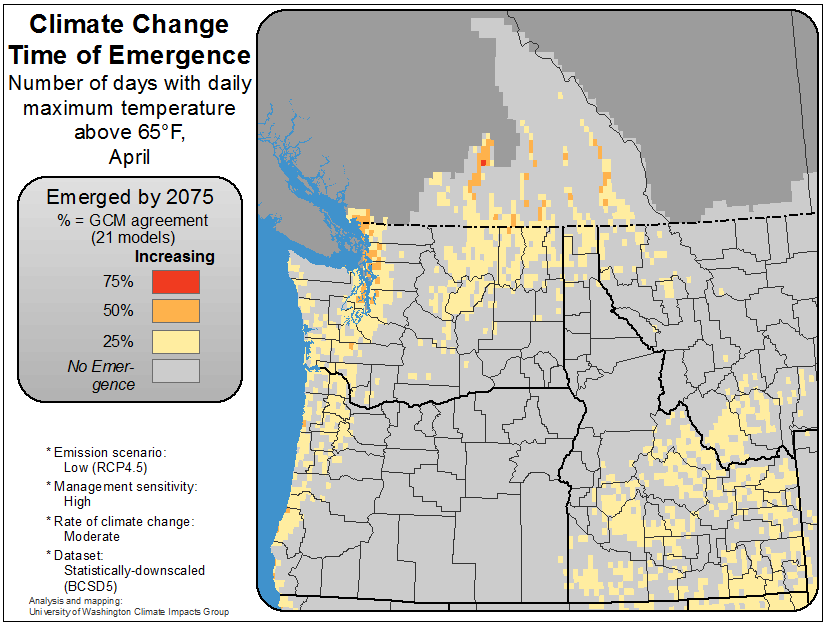 Climate Change
Time of Emergence
Number of days with daily
maximum temperature
above 65°F,
April
Emerged by 2075
% = GCM agreement
(21 models)
Increasing
75%
50%
25%
No Emer-
gence
* Emission scenario:
Low (RCP4.5)
* Management sensitivity:
High
* Rate of climate change:
Moderate
* Dataset:
Statistically-downscaled
(BCSD5)
Analysis and mapping:
University of Washington Climate Impacts Group